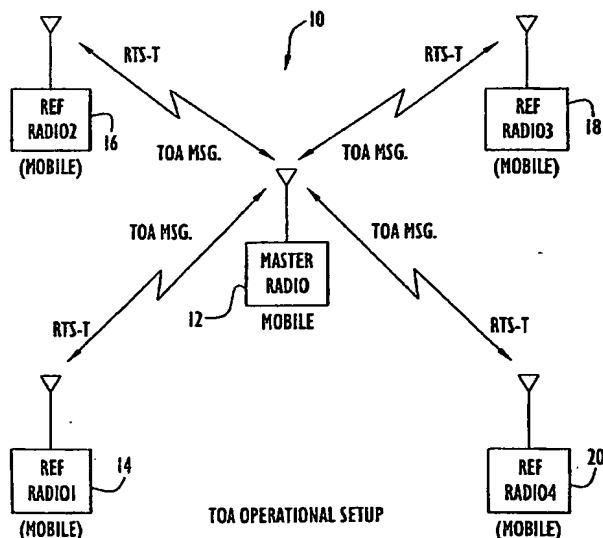 10
RTS-T
RTS-T
REF
RADIO2
16
(MOBILE)
REF
RADIO3
18
(MOBILE)
TOA MSG.
TOA MSG.
TOA MSG.
TOA MSG.
MASTER
RADIO
12
MOBILE
RTS-T
RTS-T
REF
RADIO1
14
(MOBILE)
REF
RADIO4
20
(MOBILE)
TOA OPERATIONAL SETUP